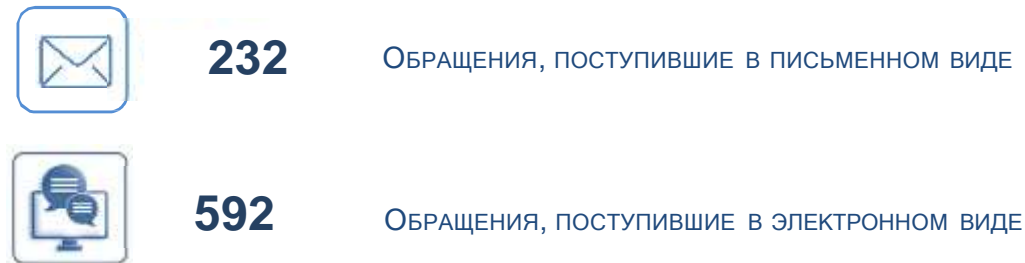 232 Обращения, поступившие в письменном виде
592 Обращения, поступившие в электронном виде